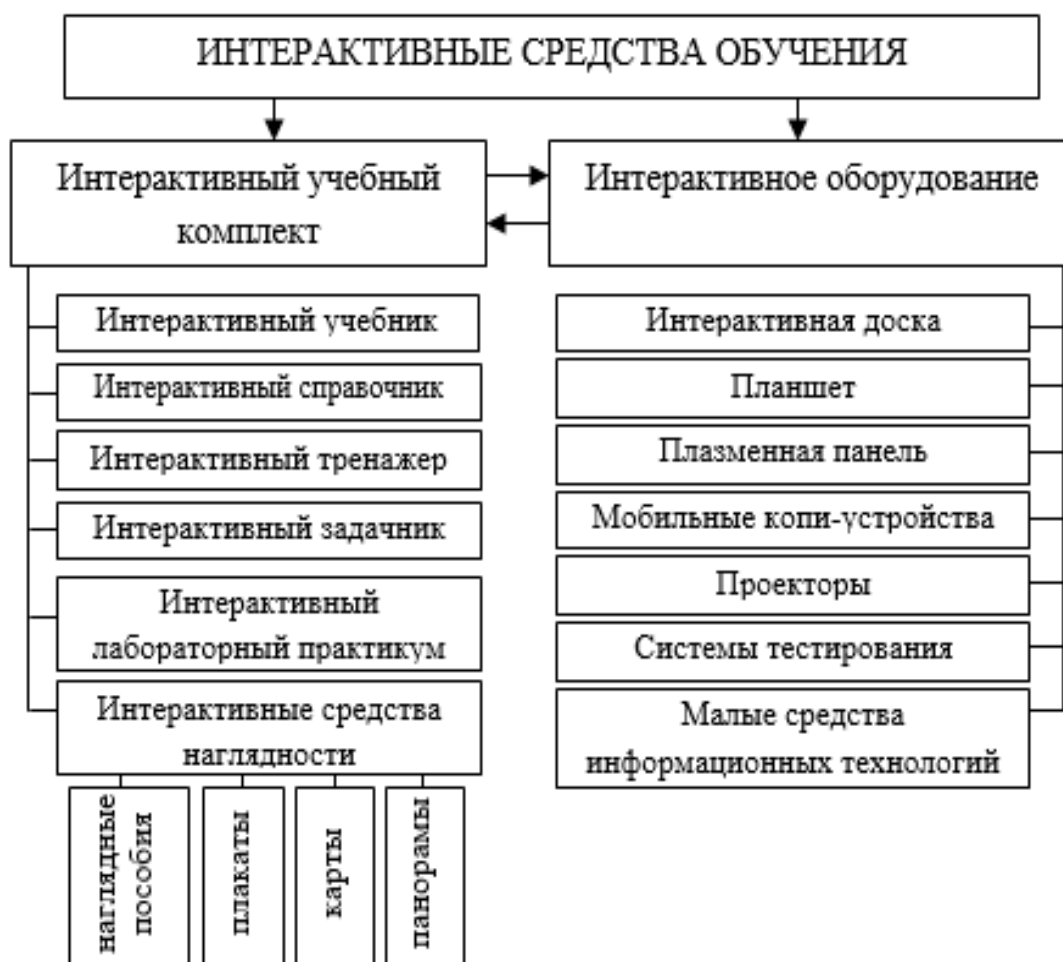 ИНТЕРАКТИВНЫЕ СРЕДСТВА ОБУЧЕНИЯ
Интерактивный учебный
комплект
Интерактивное оборудование
Интерактивный учебник
Интерактивный справочник
Интерактивный тренажер
Интерактивный задачник
Интерактивный
лабораторный практикум
Интерактивные средства
наглядности
наглядные
пособия
плакаты
карты
панорамы
Интерактивная доска
Планшет
Плазменная панель
Мобильные копи-устройства
Проекторы
Системы тестирования
Малые средства
информационных технологий